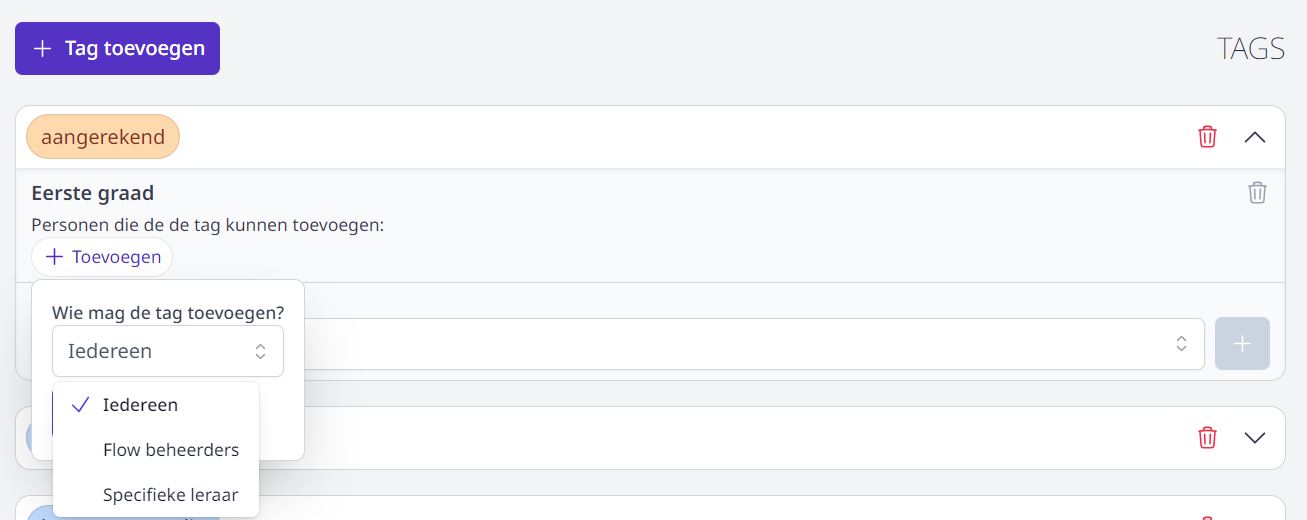 Tag toevoegen
TAGS
aangerekend
Eerste graad
Personen die de de tag kunnen toevoegen:
Toevoegen
Wie mag de tag toevoegen?
Iedereen
Iedereen
Flow beheerders
Specifieke leraar